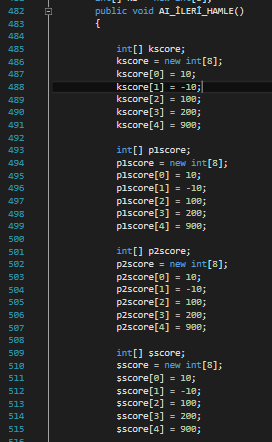 482 public void AI_İLERİ_HAMLE()
483 {
484
485 int[] kscore;
486 kscore = new int[8];
487 kscore[0] = 10;
488 kscore[1] = -10;
489 kscore[2] = 100;
490 kscore[3] = 200;
491 kscore[4] = 900;
492
493 int[] p1score;
494 p1score = new int[8];
495 p1score[0] = 10;
496 p1score[1] = -10;
497 p1score[2] = 100;
498 p1score[3] = 200;
499 p1score[4] = 900;
500
501 int[] p2score;
502 p2score = new int[8];
503 p2score[0] = 10;
504 p2score[1] = -10;
505 p2score[2] = 100;
506 p2score[3] = 200;
507 p2score[4] = 900;
508
509 int[] sscore;
510 sscore = new int[8];
511 sscore[0] = 10;
512 sscore[1] = -10;
513 sscore[2] = 100;
514 sscore[3] = 200;
515 sscore[4] = 900;